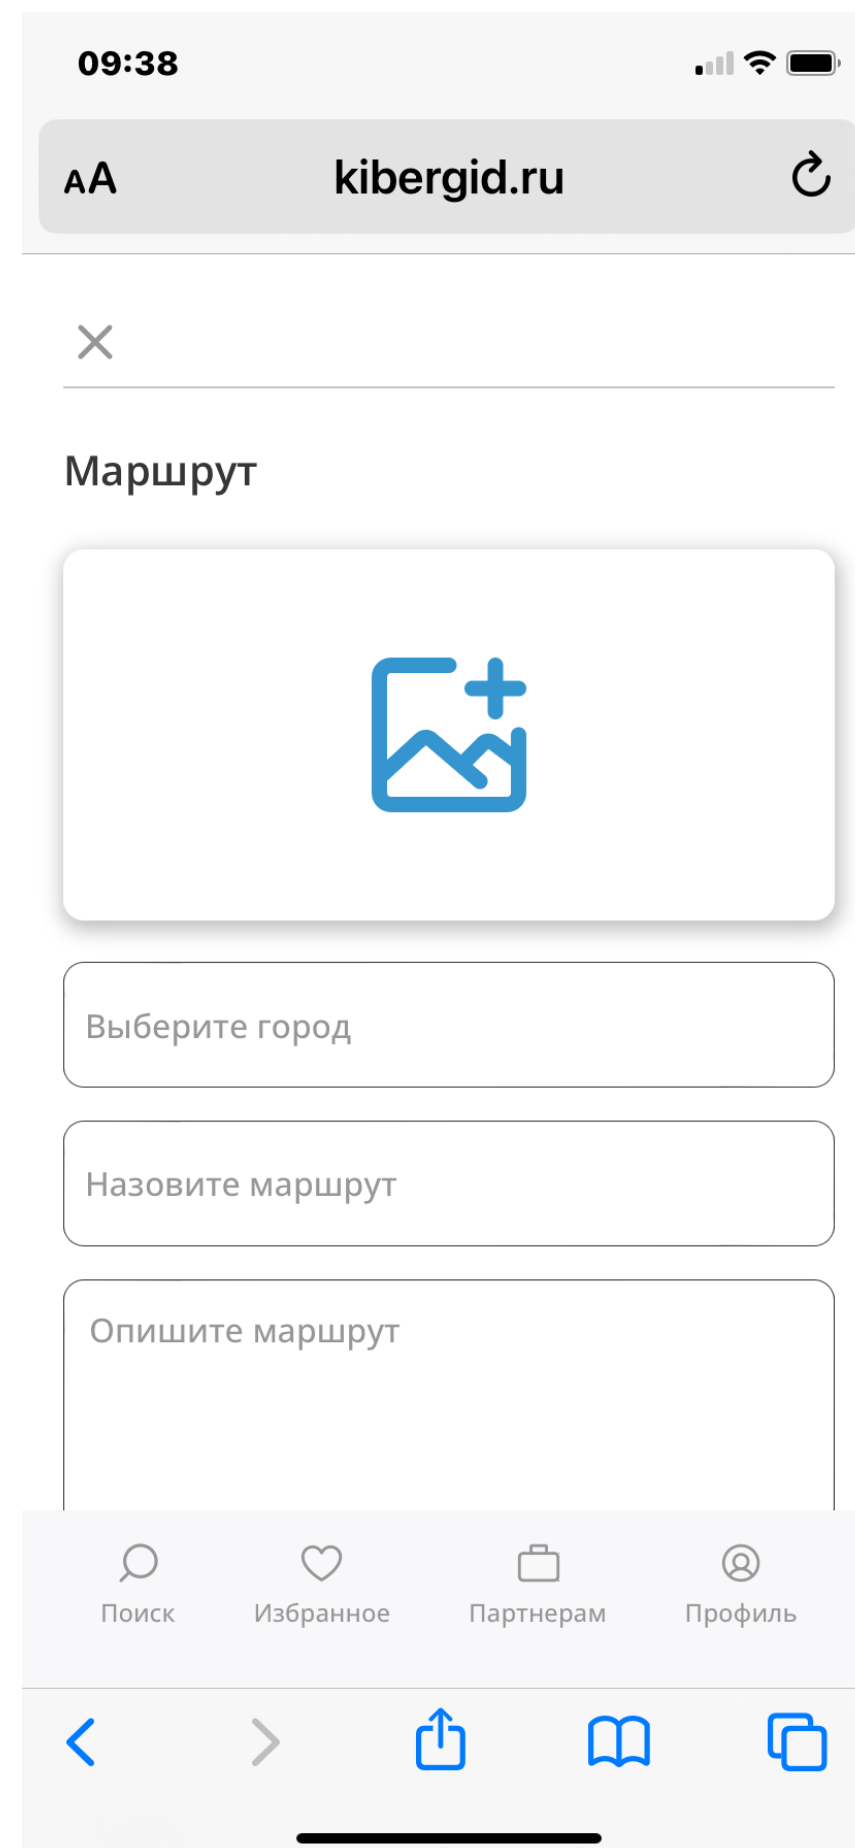 09:38
AA kibergid.ru
Маршрут
Выберите город
Назовите маршрут
Опишите маршрут
Поиск Избранное Партнерам Профиль